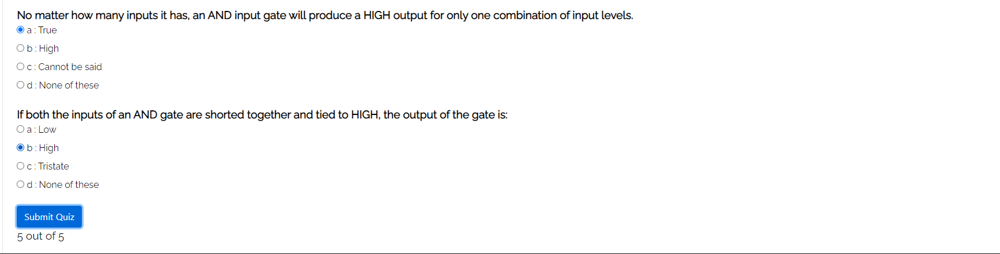 No matter how many inputs it has, an AND input gate will produce a HIGH output for only one combination of input levels.
a : True
b : High
c : Cannot be said
d : None of these
If both the inputs of an AND gate are shorted together and tied to HIGH, the output of the gate is:
a : Low
b : High
c : Tristate
d : None of these
Submit Quiz
5 out of 5